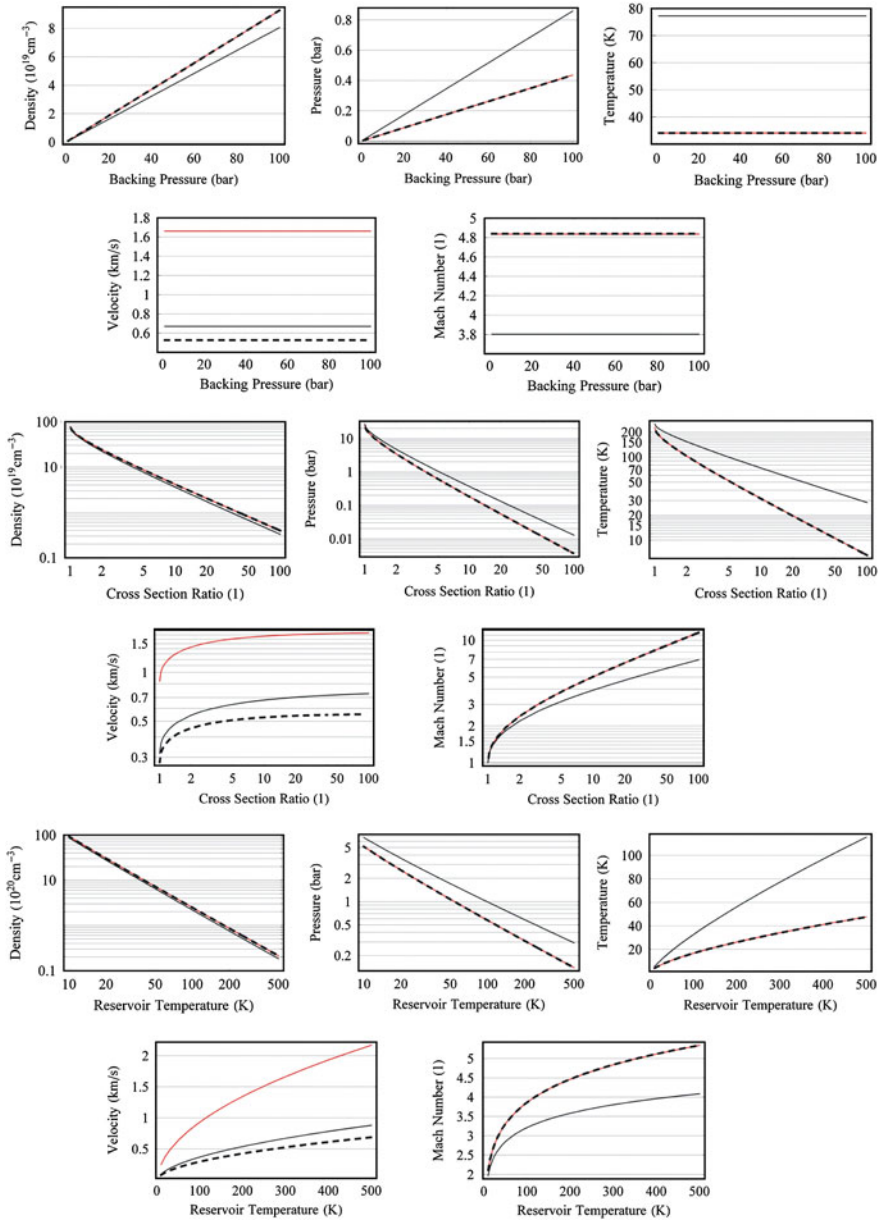 Density (10^19 cm^-3)
8
6
4
2
0
0 20 40 60 80 100
Backing Pressure (bar)
Pressure (bar)
0.8
0.6
0.4
0.2
0
0 20 40 60 80 100
Backing Pressure (bar)
Temperature (K)
80
70
60
50
40
0 20 40 60 80 100
Backing Pressure (bar)
Velocity (km/s)
1.8
1.6
1.4
1.2
1
0.8
0.6
0 20 40 60 80 100
Backing Pressure (bar)
Mach Number (1)
5
4.8
4.6
4.4
4.2
4
3.8
0 20 40 60 80 100
Backing Pressure (bar)
Density (10^19 cm^-3)
100
10
1
0.1
1 2 5 10 20 50 100
Cross Section Ratio (1)
Pressure (bar)
10
1
0.1
0.01
1 2 5 10 20 50 100
Cross Section Ratio (1)
Temperature (K)
200
100
70
50
30
20
15
10
1 2 5 10 20 50 100
Cross Section Ratio (1)
Velocity (km/s)
1.5
1
0.7
0.5
0.3
1 2 5 10 20 50 100
Cross Section Ratio (1)
Mach Number (1)
10
7
5
3
2
1.5
1
1 2 5 10 20 50 100
Cross Section Ratio (1)
Density (10^20 cm^-3)
100
10
1
0.1
10 20 50 100 200 500
Reservoir Temperature (K)
Pressure (bar)
5
2
1
0.5
0.2
10 20 50 100 200 500
Reservoir Temperature (K)
Temperature (K)
100
80
60
40
20
0 100 200 300 400 500
Reservoir Temperature (K)
Velocity (km/s)
2
1.5
1
0.5
0 100 200 300 400 500
Reservoir Temperature (K)
Mach Number (1)
5
4.5
4
3.5
3
2.5
2
0 100 200 300 400 500
Reservoir Temperature (K)